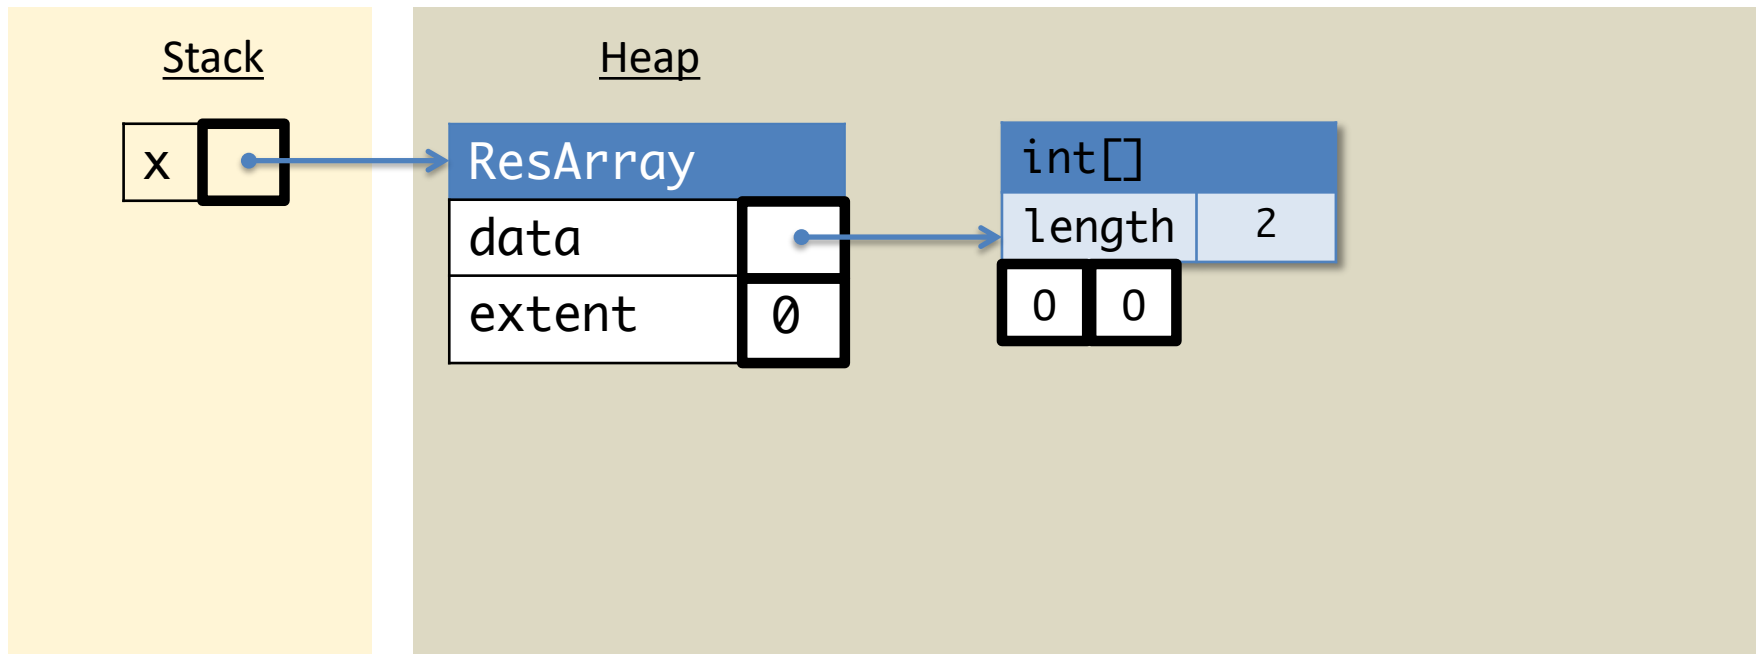 Stack
Heap
x
ResArray
data
extent 0
int[]
length 2
0 0